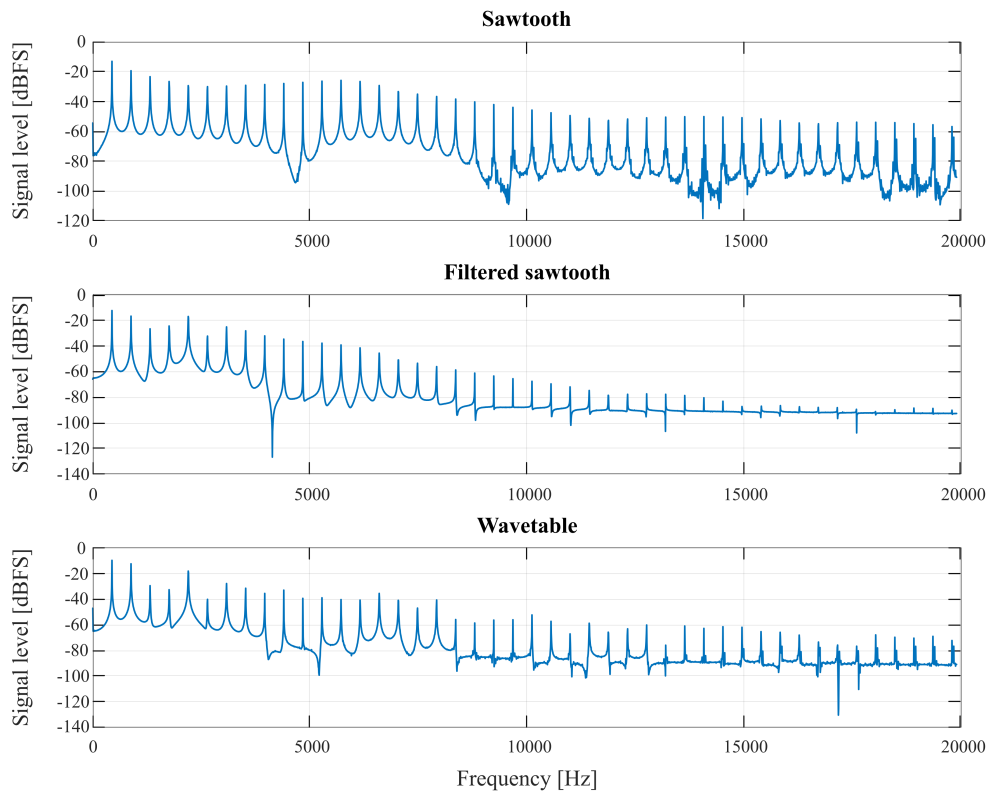 Sawtooth
Signal level [dBFS]
0
-20
-40
-60
-80
-100
-120
0 5000 10000 15000 20000
Filtered sawtooth
Signal level [dBFS]
0
-20
-40
-60
-80
-100
-120
-140
0 5000 10000 15000 20000
Wavetable
Signal level [dBFS]
0
-20
-40
-60
-80
-100
-120
-140
0 5000 10000 15000 20000
Frequency [Hz]